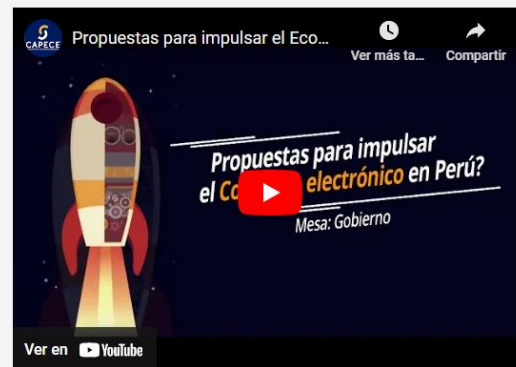 CAPECE
Propuestas para impulsar el Eco...
Ver más ta...
Compartir
Propuestas para impulsar
el Co electrónico en Perú?
Mesa: Gobierno
Ver en YouTube